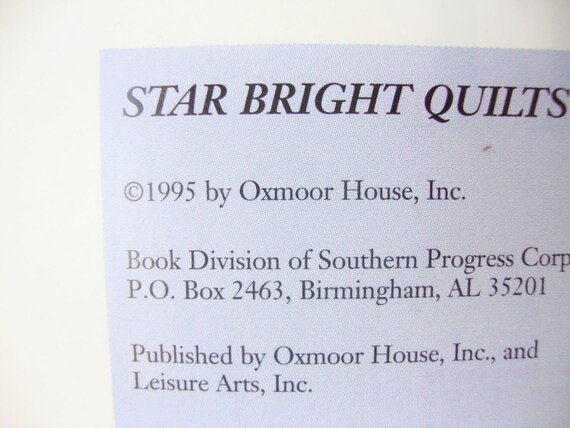 STAR BRIGHT QUILTS
©1995 by Oxmoor House, Inc.
Book Division of Southern Progress Corp
P.O. Box 2463, Birmingham, AL 35201
Published by Oxmoor House, Inc., and
Leisure Arts, Inc.